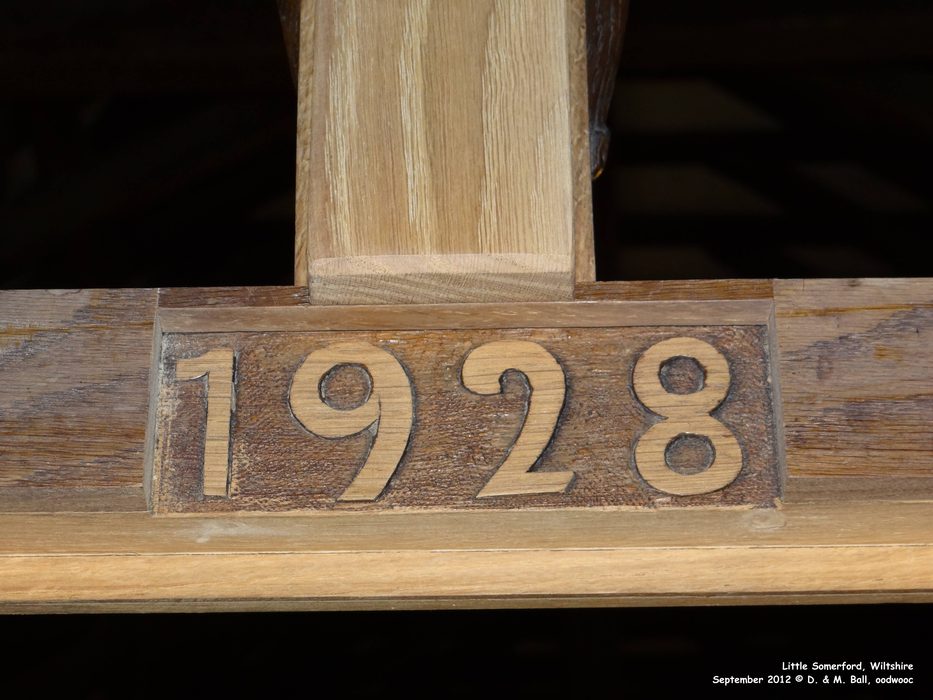 1928
Little Somerford, Wiltshire
September 2012 © D. & M. Ball, oodwooc